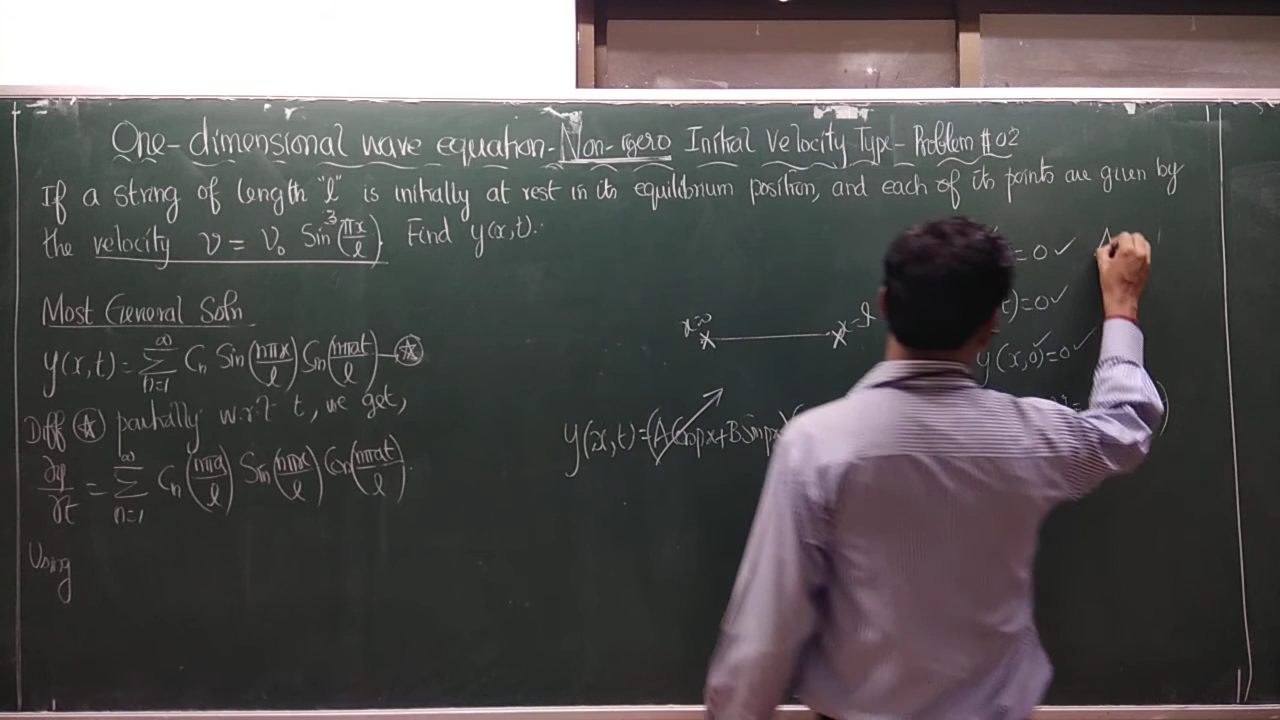 One-dimensional wave equation-Non-zero Initial Velocity Type-Problem #02
If a string of length "l" is initially at rest in its equilibrium position, and each of its points are given by
the velocity v = V₀ Sin³(πx/l). Find y(x,t).
= 0 ✓ A
t)=0 ✓
Most General Soln
x=0 x=l
y(x,0)=0 ✓
y(x,t) = ∑_{n=1}^{∞} Cₙ Sin(nπx/l) Sin(nπat/l) - ★
Diff ★ partially w.r.t t, we get,
y(x,t)=(A Cospx+BSinpx)
∂y/∂t = ∑_{n=1}^{∞} Cₙ (nπa/l) Sin(nπx/l) Cos(nπat/l).
Using